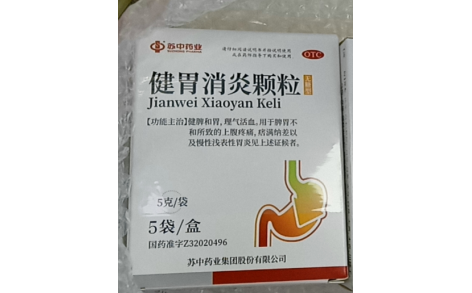 苏中药业
请仔细阅读说明书并按说明使用
或在药师指导下购买和使用
OTC
健胃消炎颗粒
无蔗糖型
Jianwei Xiaoyan Keli
【功能主治】健脾和胃,理气活血。用于脾胃不
和所致的上腹疼痛,痞满纳差以
及慢性浅表性胃炎见上述证候者。
5克/袋
5袋/盒
国药准字Z32020496
苏中药业集团股份有限公司